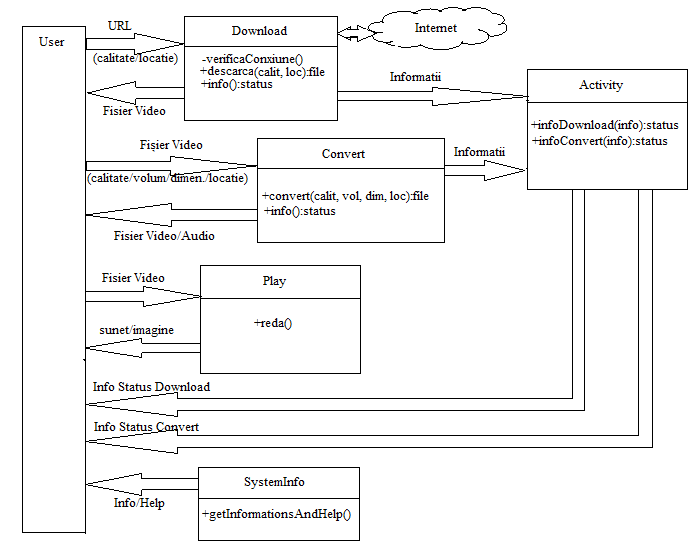 User
URL
(calitate/locatie)
Fisier Video
Download
-verificaConxiune()
+descarca(calit, loc):file
+info():status
Internet
Informatii
Activity
+infoDownload(info):status
+infoConvert(info):status
Fișier Video
(calitate/volum/dimen./locatie)
Fisier Video/Audio
Convert
+convert(calit, vol, dim, loc):file
+info():status
Informatii
Fisier Video
sunet/imagine
Play
+reda()
Info Status Download
Info Status Convert
Info/Help
SystemInfo
+getInformationsAndHelp()